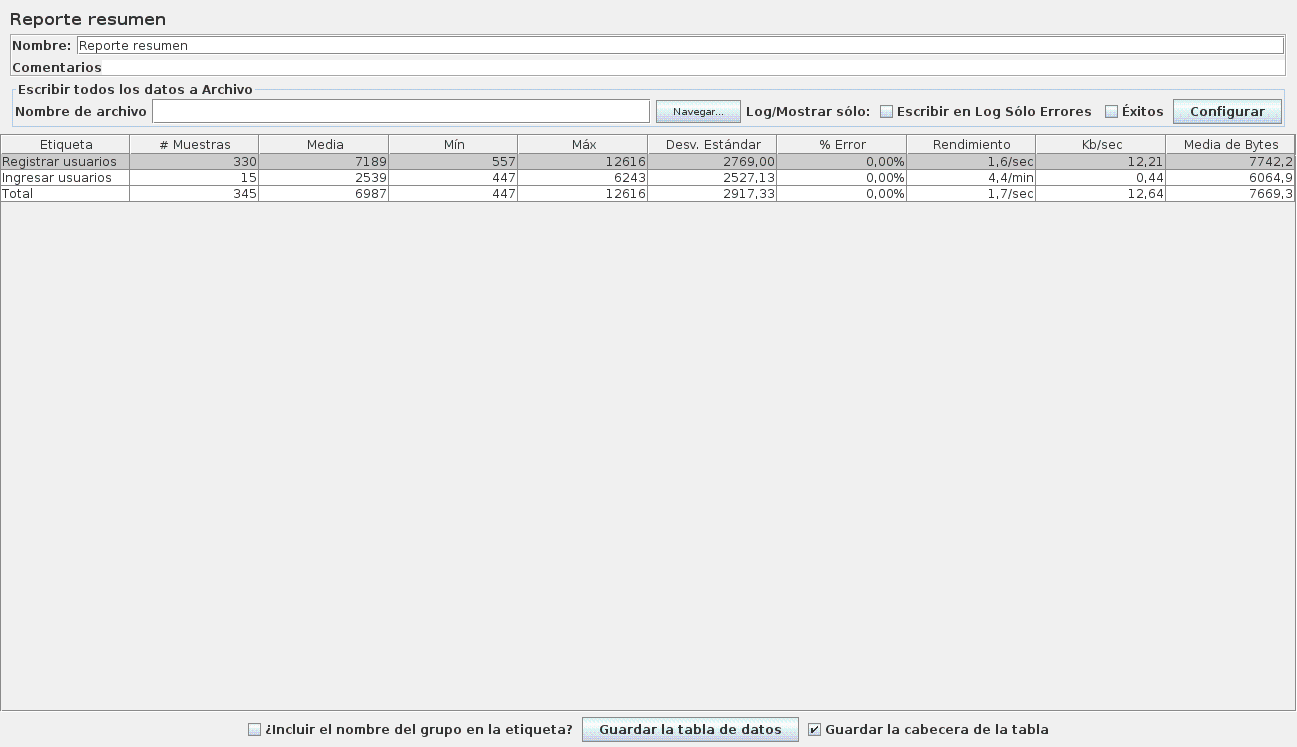 Reporte resumen
Nombre: Reporte resumen
Comentarios
Escribir todos los datos a Archivo
Nombre de archivo Navegar... Log/Mostrar sólo: Escribir en Log Sólo Errores Éxitos Configurar
Etiqueta # Muestras Media Mín Máx Desv. Estándar % Error Rendimiento Kb/sec Media de Bytes
Registrar usuarios 330 7189 557 12616 2769,00 0,00% 1,6/sec 12,21 7742,2
Ingresar usuarios 15 2539 447 6243 2527,13 0,00% 4,4/min 0,44 6064,9
Total 345 6987 447 12616 2917,33 0,00% 1,7/sec 12,64 7669,3
¿Incluir el nombre del grupo en la etiqueta? Guardar la tabla de datos Guardar la cabecera de la tabla